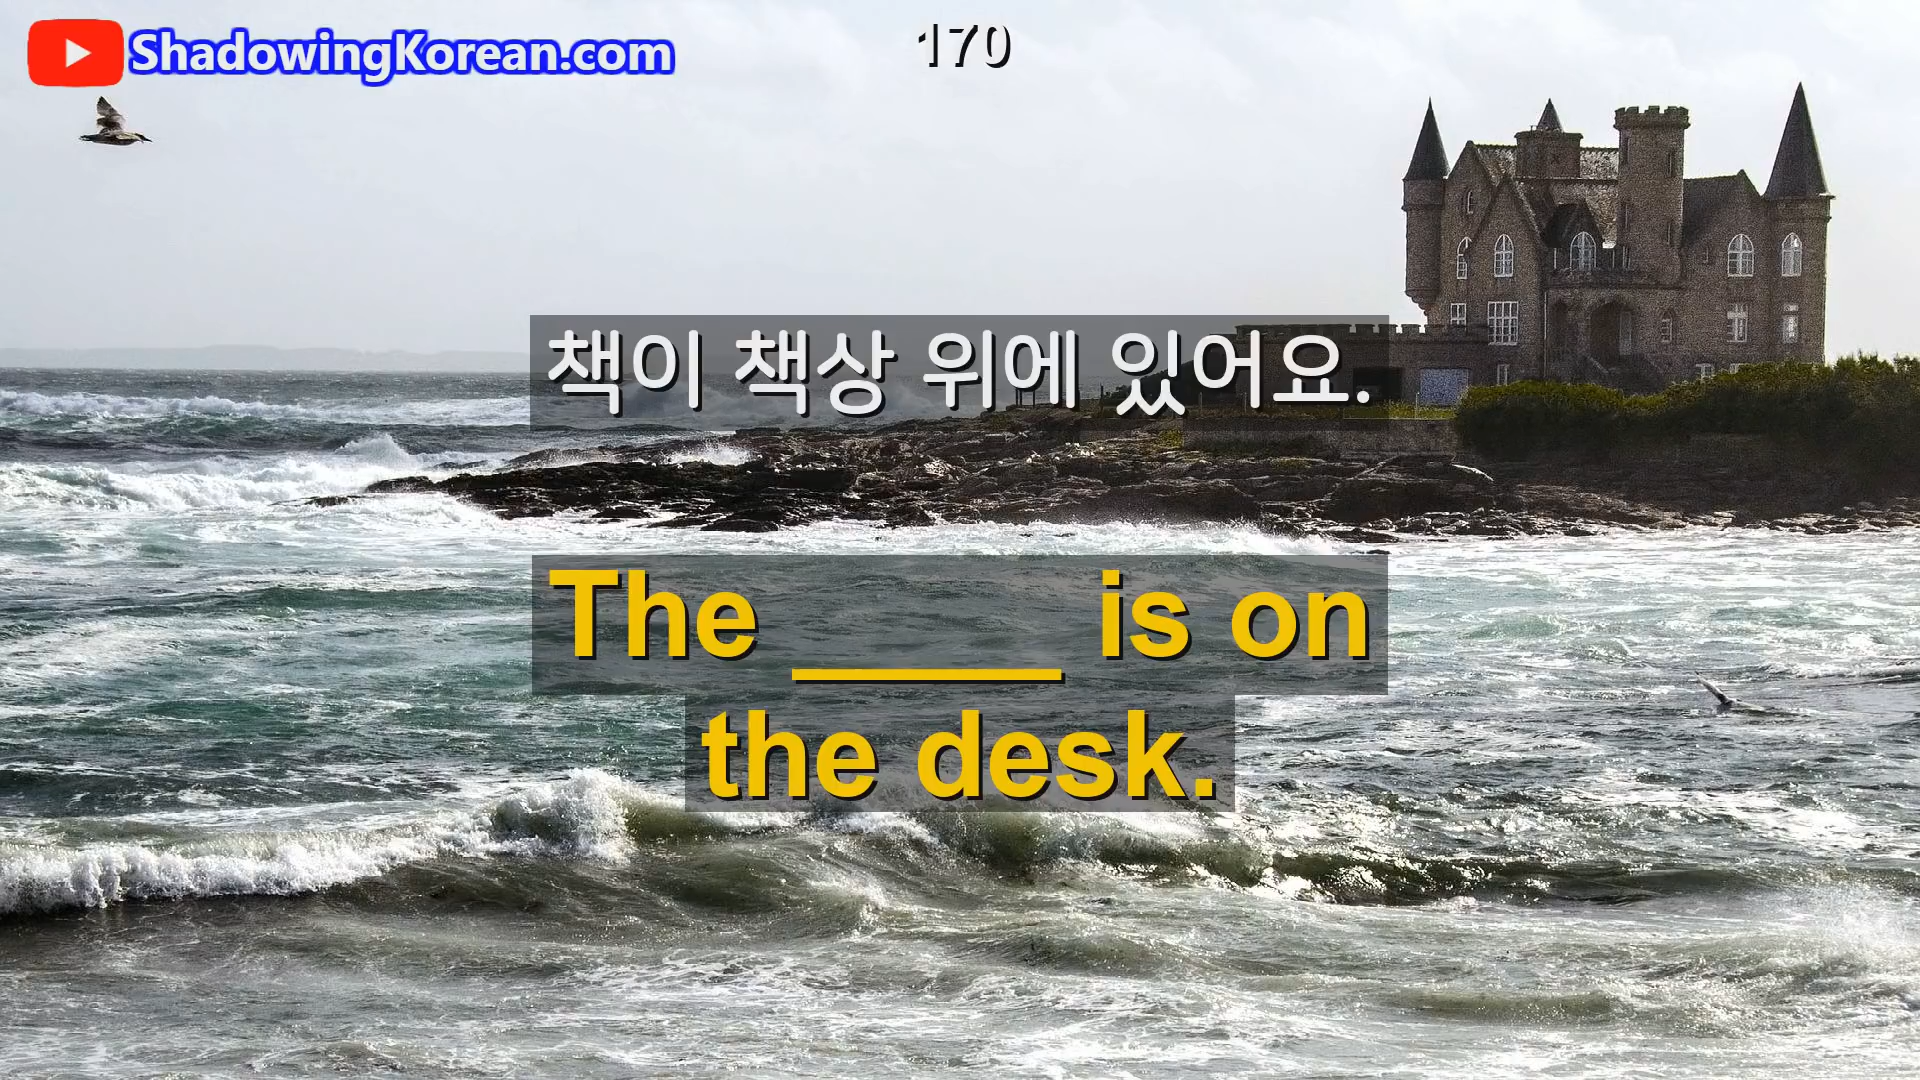 ShadowingKorean.com
170
책이 책상 위에 있어요.
The ____ is on
the desk.